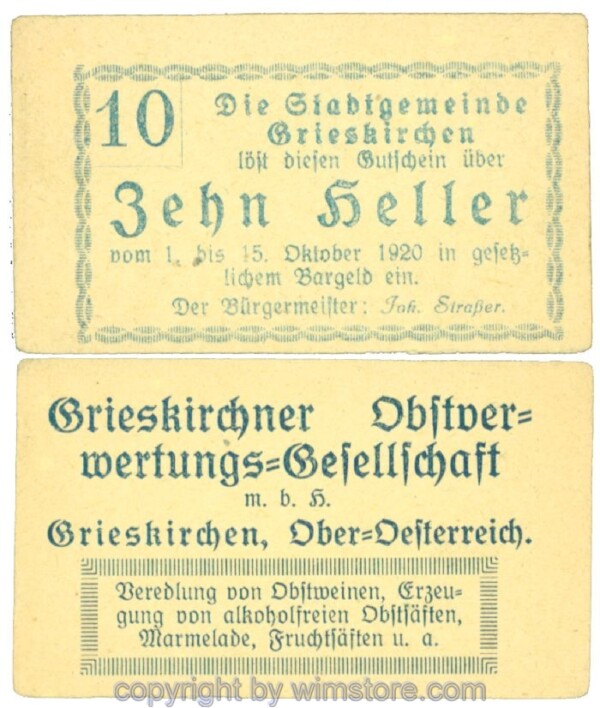 10
Die Stadtgemeinde
Grieskirchen
löst diesen Gutschein über
Zehn Heller
vom 1. bis 15. Oktober 1920 in gesetz=
lichem Bargeld ein.
Der Bürgermeister: Joh. Straßer.
Grieskirchner Obstver=
wertungs=Gesellschaft
m. b. H.
Grieskirchen, Ober=Oesterreich.
Veredlung von Obstweinen, Erzeu-
gung von alkoholfreien Obstsäften,
Marmelade, Fruchtsäften u. a.
copyright by wimstore.com